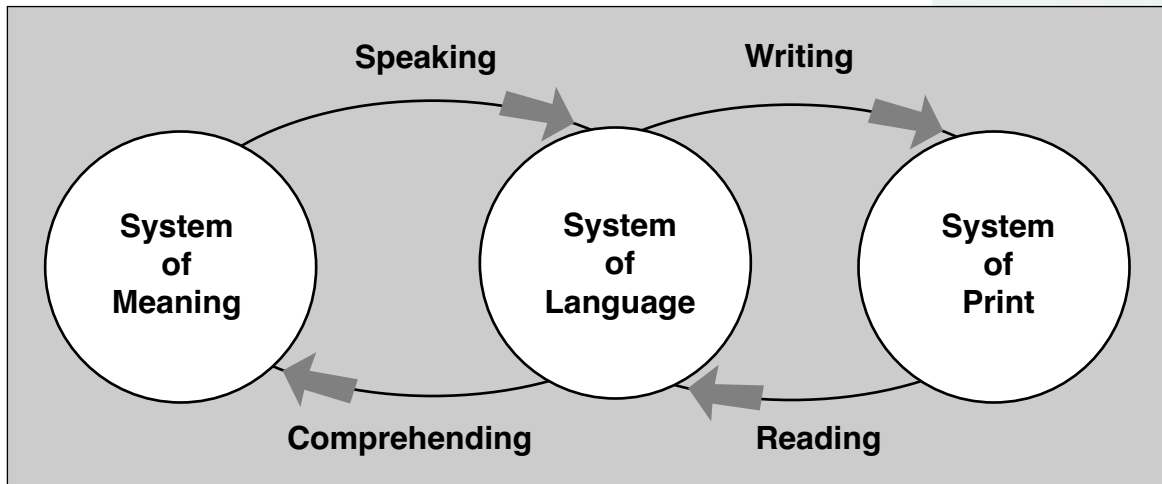 Speaking
Writing
System
of
Meaning
System
of
Language
System
of
Print
Comprehending
Reading